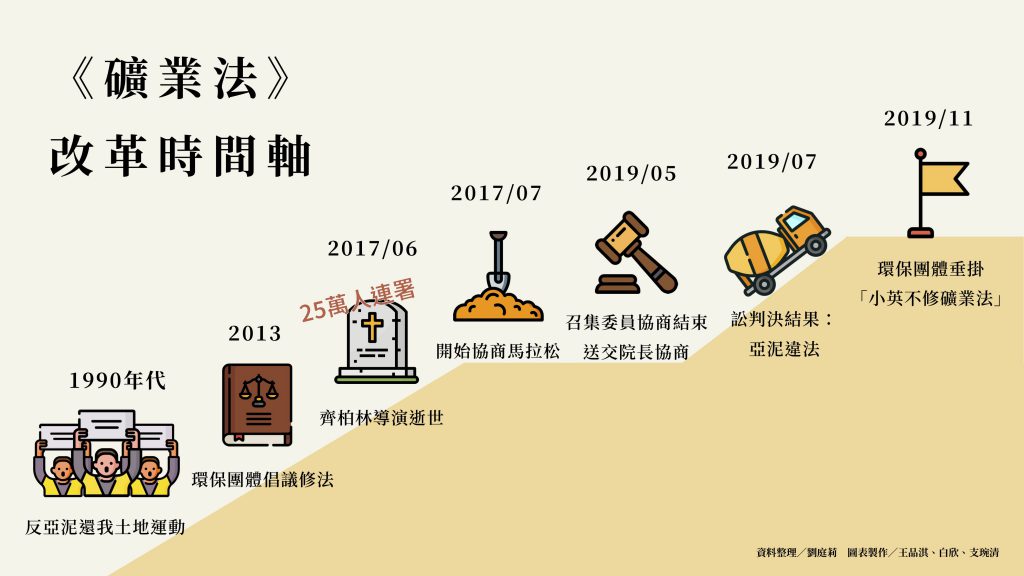 《礦業法》
改革時間軸
1990年代
反亞泥還我土地運動
2013
環保團體倡議修法
2017/06
25萬人連署
齊柏林導演逝世
2017/07
開始協商馬拉松
2019/05
召集委員協商結束
送交院長協商
2019/07
訟判決結果：
亞泥違法
2019/11
環保團體垂掛
「小英不修礦業法」
資料整理／劉庭莉　圖表製作／王品淇、白欣、支琬清